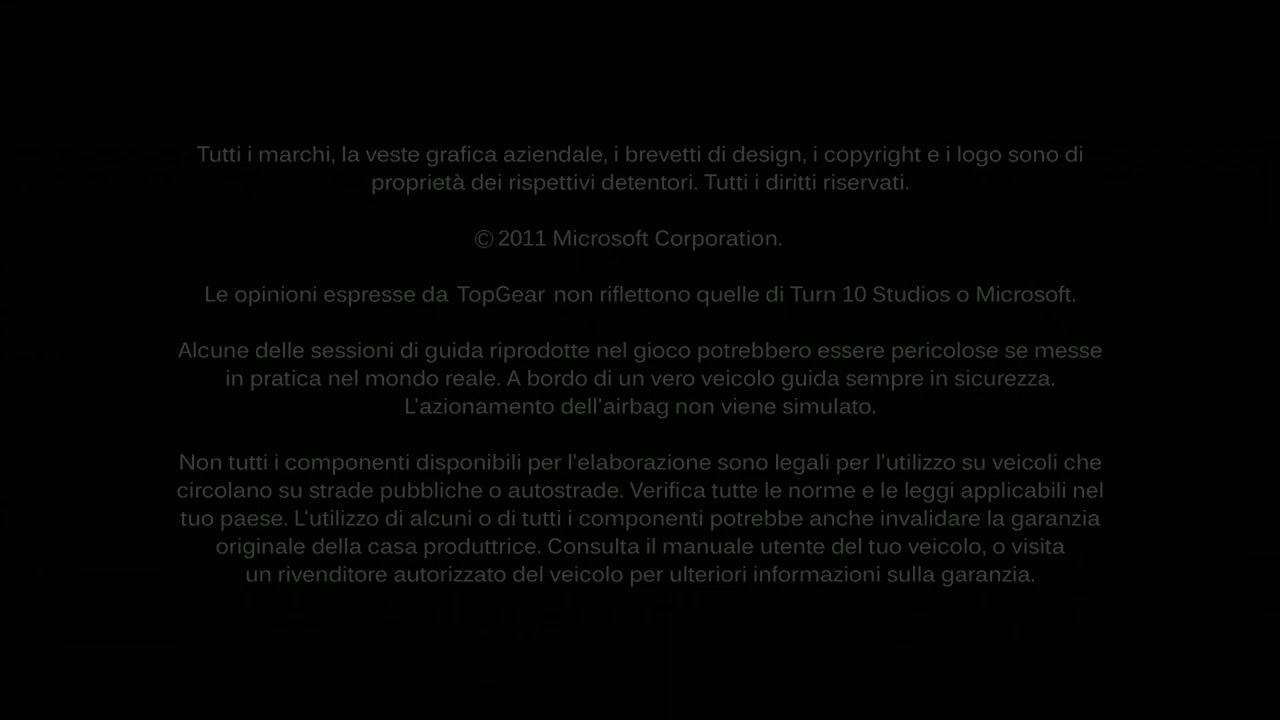 Tutti i marchi, la veste grafica aziendale, i brevetti di design, i copyright e i logo sono di
proprietà dei rispettivi detentori. Tutti i diritti riservati.
© 2011 Microsoft Corporation.
Le opinioni espresse da TopGear non riflettono quelle di Turn 10 Studios o Microsoft.
Alcune delle sessioni di guida riprodotte nel gioco potrebbero essere pericolose se messe
in pratica nel mondo reale. A bordo di un vero veicolo guida sempre in sicurezza.
L'azionamento dell'airbag non viene simulato.
Non tutti i componenti disponibili per l'elaborazione sono legali per l'utilizzo su veicoli che
circolano su strade pubbliche o autostrade. Verifica tutte le norme e le leggi applicabili nel
tuo paese. L'utilizzo di alcuni o di tutti i componenti potrebbe anche invalidare la garanzia
originale della casa produttrice. Consulta il manuale utente del tuo veicolo, o visita
un rivenditore autorizzato del veicolo per ulteriori informazioni sulla garanzia.